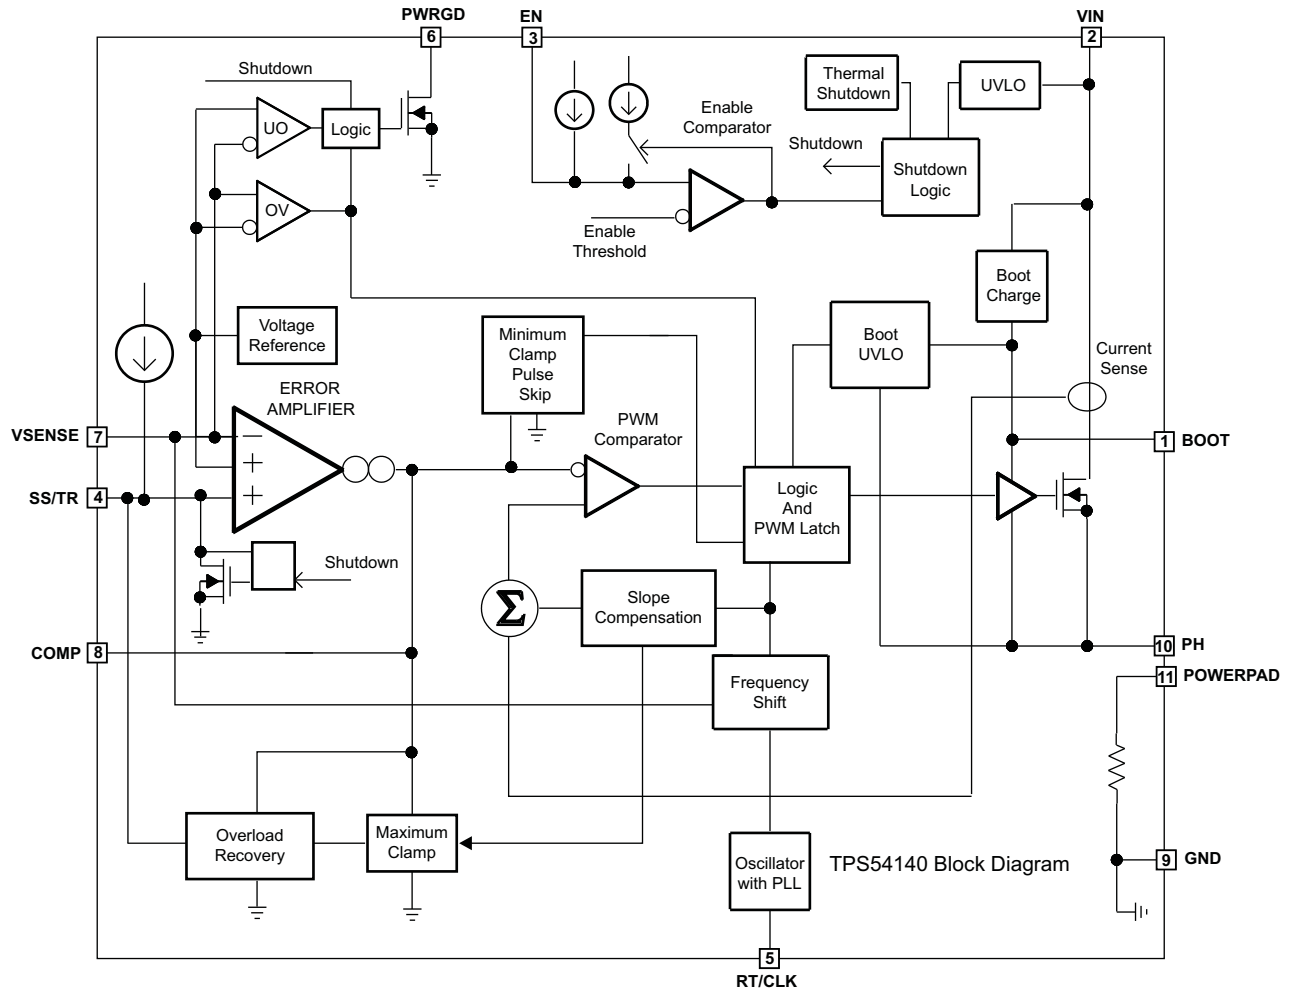 PWRGD
EN
VIN
6
3
2
Shutdown
Thermal
Shutdown
UVLO
Enable
Comparator
UO
Logic
Shutdown
Shutdown
Logic
OV
Enable
Threshold
Boot
Charge
Voltage
Reference
Minimum
Clamp
Pulse
Skip
Boot
UVLO
Current
Sense
ERROR
AMPLIFIER
PWM
Comparator
VSENSE
7
1
BOOT
SS/TR
4
Logic
And
PWM Latch
Shutdown
Σ
Slope
Compensation
COMP
8
10
PH
11
POWERPAD
Frequency
Shift
Overload
Recovery
Maximum
Clamp
Oscillator
with PLL
TPS54140 Block Diagram
9
GND
5
RT/CLK